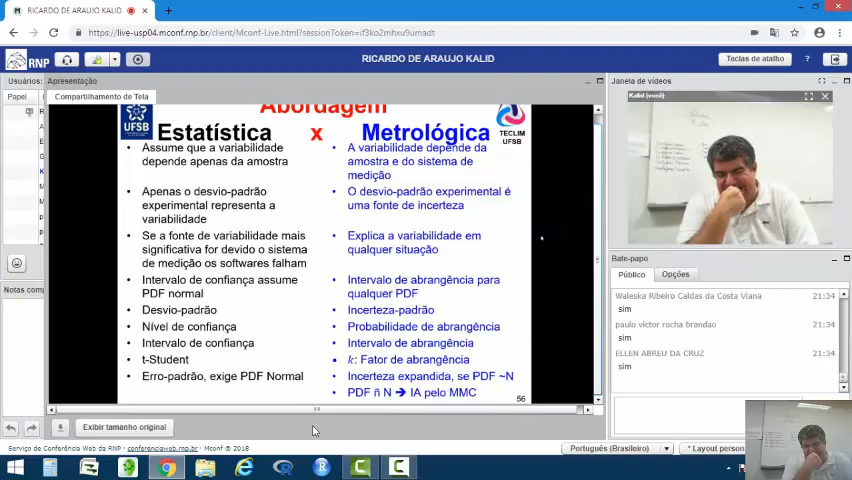 RICARDO DE ARAUJO KALID
https://live-usp04.mconf.rnp.br/client/Mconf-Live.html?sessionToken=if3ko2mhxu9umadt
RNP
RICARDO DE ARAUJO KALID
Teclas de atalho
?
Usuários:
Apresentação
Janela de vídeos
Papel
Compartilhamento de Tela
Kalid (você)
Abordagem
UFSB
Estatística x Metrológica
TECLIM
UFSB
• Assume que a variabilidade
depende apenas da amostra
• Apenas o desvio-padrão
experimental representa a
variabilidade
• Se a fonte de variabilidade mais
significativa for devido o sistema
de medição os softwares falham
• Intervalo de confiança assume
PDF normal
• Desvio-padrão
• Nível de confiança
• Intervalo de confiança
• t-Student
• Erro-padrão, exige PDF Normal
• A variabilidade depende da
amostra e do sistema de
medição
• O desvio-padrão experimental é
uma fonte de incerteza
• Explica a variabilidade em
qualquer situação
• Intervalo de abrangência para
qualquer PDF
• Incerteza-padrão
• Probabilidade de abrangência
• Intervalo de abrangência
• k: Fator de abrangência
• Incerteza expandida, se PDF ~N
• PDF ñ N ➔ IA pelo MMC
56
Notas comp
Exibir tamanho original
Bate-papo
Público
Opções
Waleska Ribeiro Caldas da Costa Viana 21:34
sim
paulo victor rocha brandao 21:34
sim
ELLEN ABREU DA CRUZ 21:34
sim
Serviço de Conferência Web da RNP - conferenciaweb.rnp.br - Mconf ® 2018
Português (Brasileiro)
* Layout person